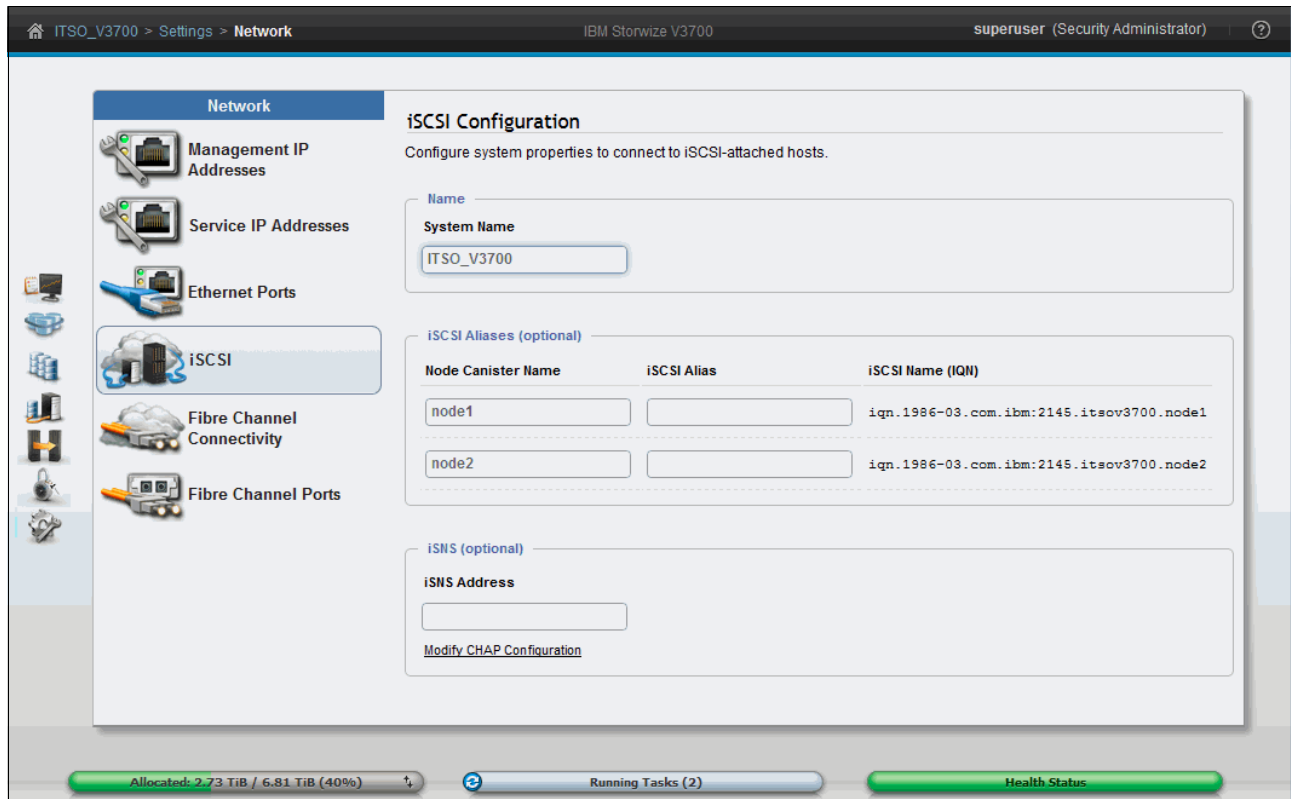 ITSO_V3700 > Settings > Network
IBM Storwize V3700
superuser (Security Administrator)
?
Network
Management IP
Addresses
Service IP Addresses
Ethernet Ports
iSCSI
Fibre Channel
Connectivity
Fibre Channel Ports
iSCSI Configuration
Configure system properties to connect to iSCSI-attached hosts.
Name
System Name
ITSO_V3700
iSCSI Aliases (optional)
Node Canister Name iSCSI Alias iSCSI Name (IQN)
node1 iqn.1986-03.com.ibm:2145.itsov3700.node1
node2 iqn.1986-03.com.ibm:2145.itsov3700.node2
iSNS (optional)
iSNS Address
Modify CHAP Configuration
Allocated: 2.73 TiB / 6.81 TiB (40%)
Running Tasks (2)
Health Status